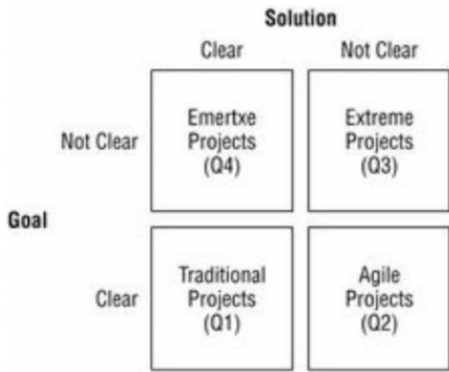 Solution
Clear Not Clear
Not Clear
Emertxe
Projects
(Q4)
Extreme
Projects
(Q3)
Goal
Clear
Traditional
Projects
(Q1)
Agile
Projects
(Q2)